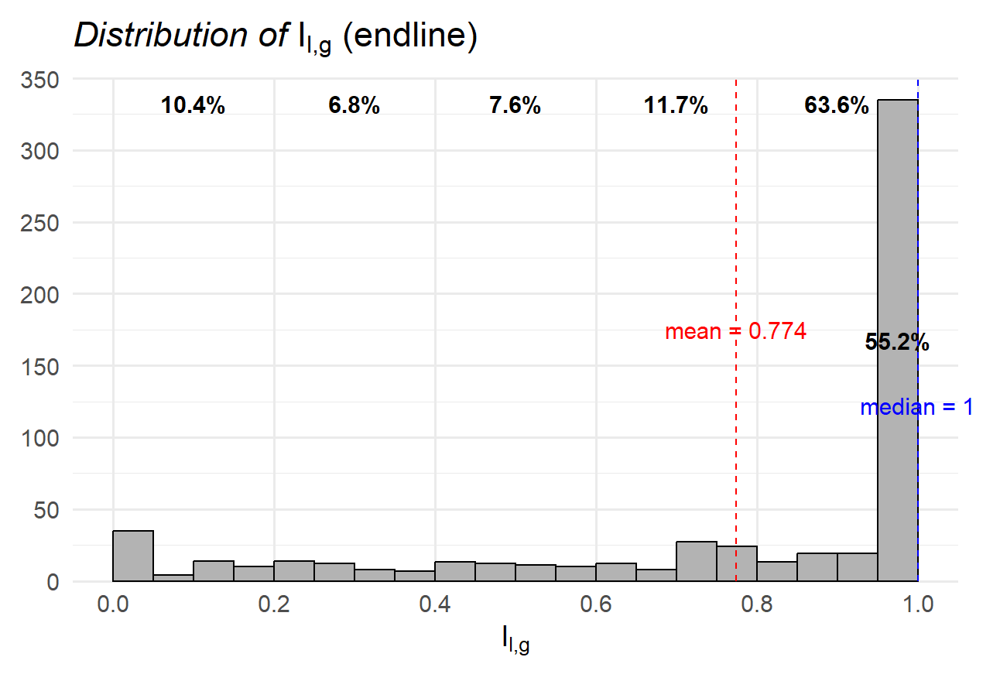 Distribution of I_l,g (endline)
350
10.4% 6.8% 7.6% 11.7% 63.6%
300
250
200
mean = 0.774
55.2%
150
median = 1
100
50
0
0.0 0.2 0.4 0.6 0.8 1.0
I_l,g